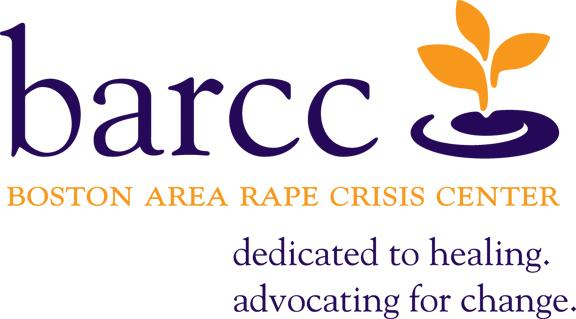 barcc
BOSTON AREA RAPE CRISIS CENTER
dedicated to healing.
advocating for change.